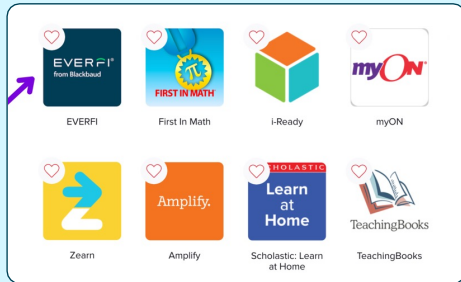 EVERFI®
from Blackbaud
π
FIRST IN MATH
myON®
EVERFI
First In Math
i-Ready
myON
Amplify.
SCHOLASTIC
Learn
at
Home
TeachingBooks
Zearn
Amplify
Scholastic: Learn
at Home
TeachingBooks